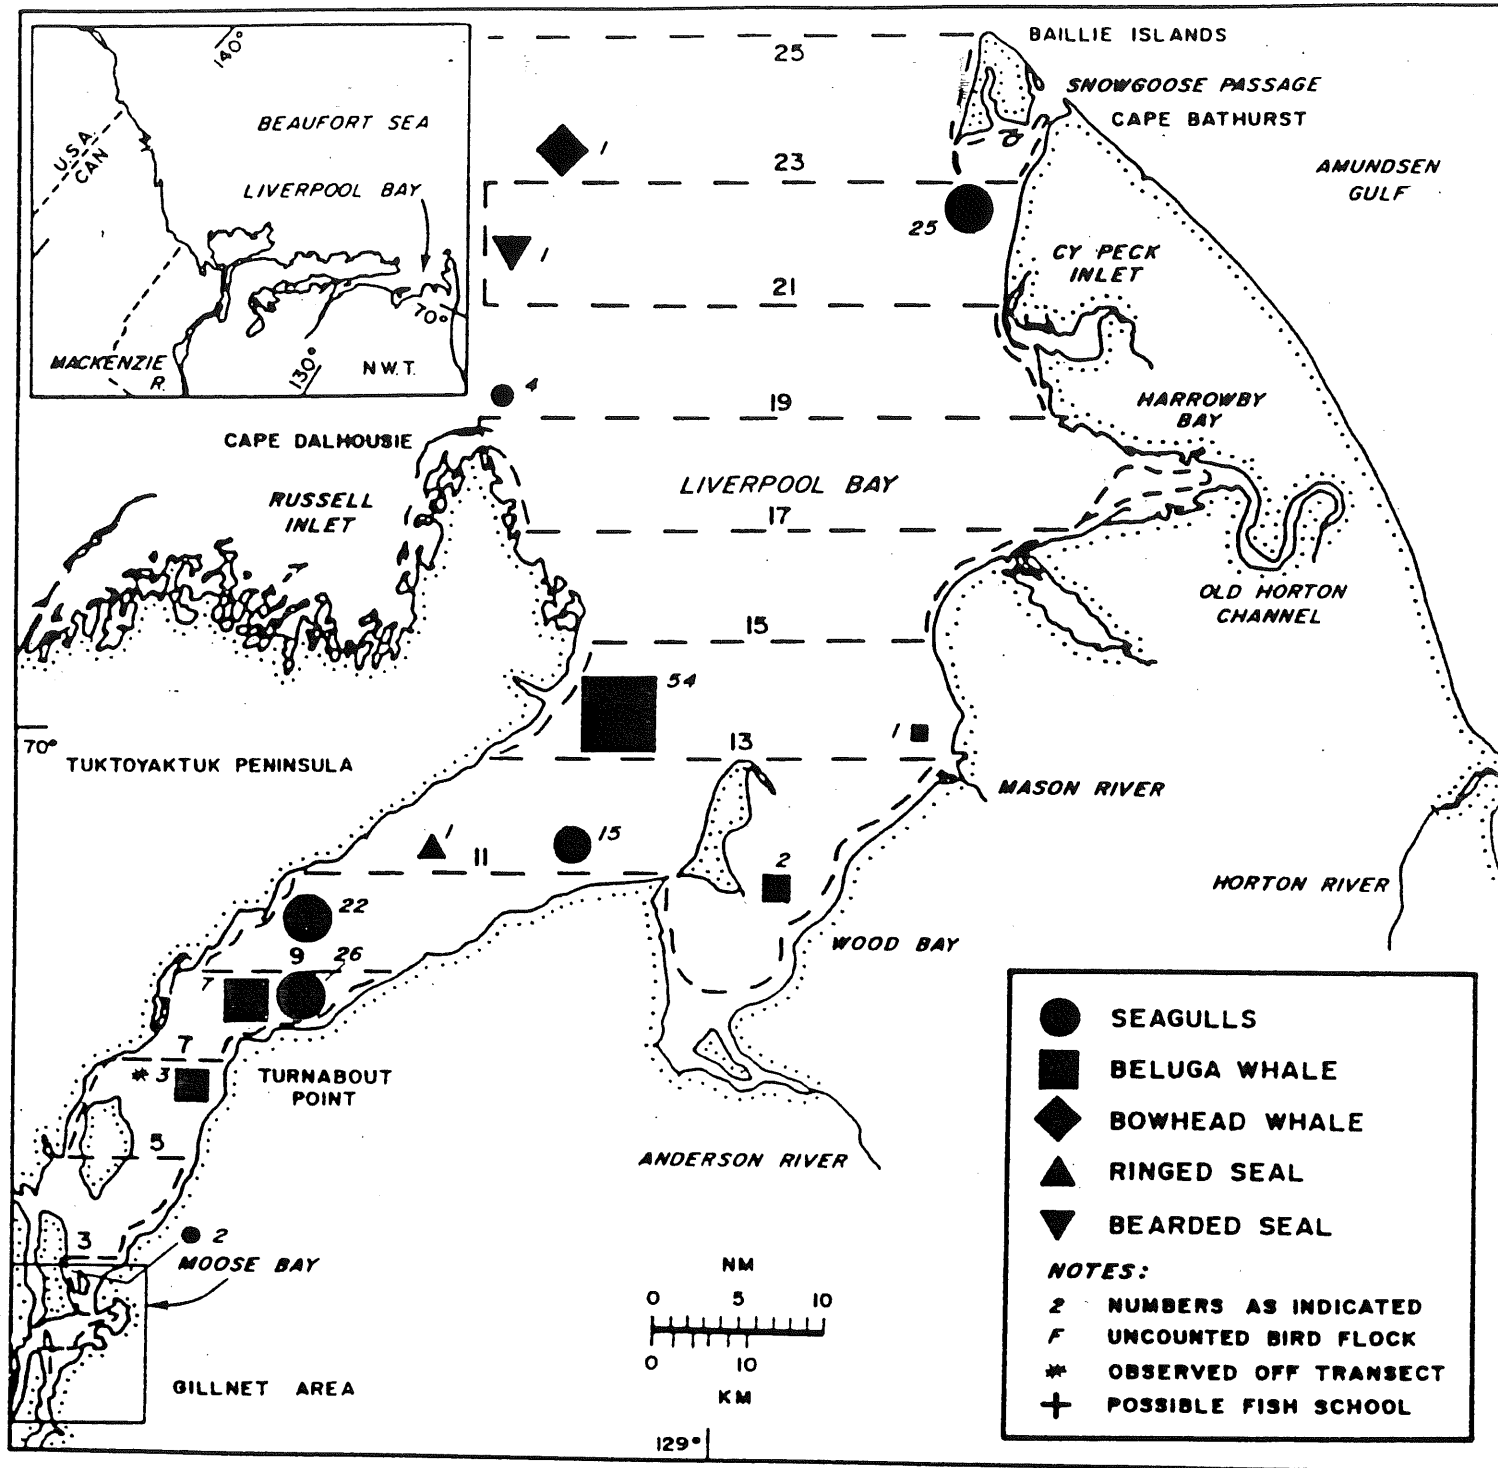 140°
U.S.A.
CAN
BEAUFORT SEA
LIVERPOOL BAY
70°
MACKENZIE
R.
130°
N.W.T.
25
BAILLIE ISLANDS
SNOWGOOSE PASSAGE
CAPE BATHURST
AMUNDSEN
GULF
1
23
25
1
CY PECK
INLET
21
4
19
HARROWBY
BAY
CAPE DALHOUSIE
RUSSELL
INLET
LIVERPOOL BAY
17
OLD HORTON
CHANNEL
15
54
1
70°
TUKTOYAKTUK PENINSULA
13
MASON RIVER
1
15
11
2
HORTON RIVER
22
WOOD BAY
9
26
7
7
* 3
TURNABOUT
POINT
5
ANDERSON RIVER
3
2
MOOSE BAY
GILLNET AREA
NM
0 5 10
0 10
KM
129°
SEAGULLS
BELUGA WHALE
BOWHEAD WHALE
RINGED SEAL
BEARDED SEAL
NOTES:
2 NUMBERS AS INDICATED
F UNCOUNTED BIRD FLOCK
* OBSERVED OFF TRANSECT
+ POSSIBLE FISH SCHOOL